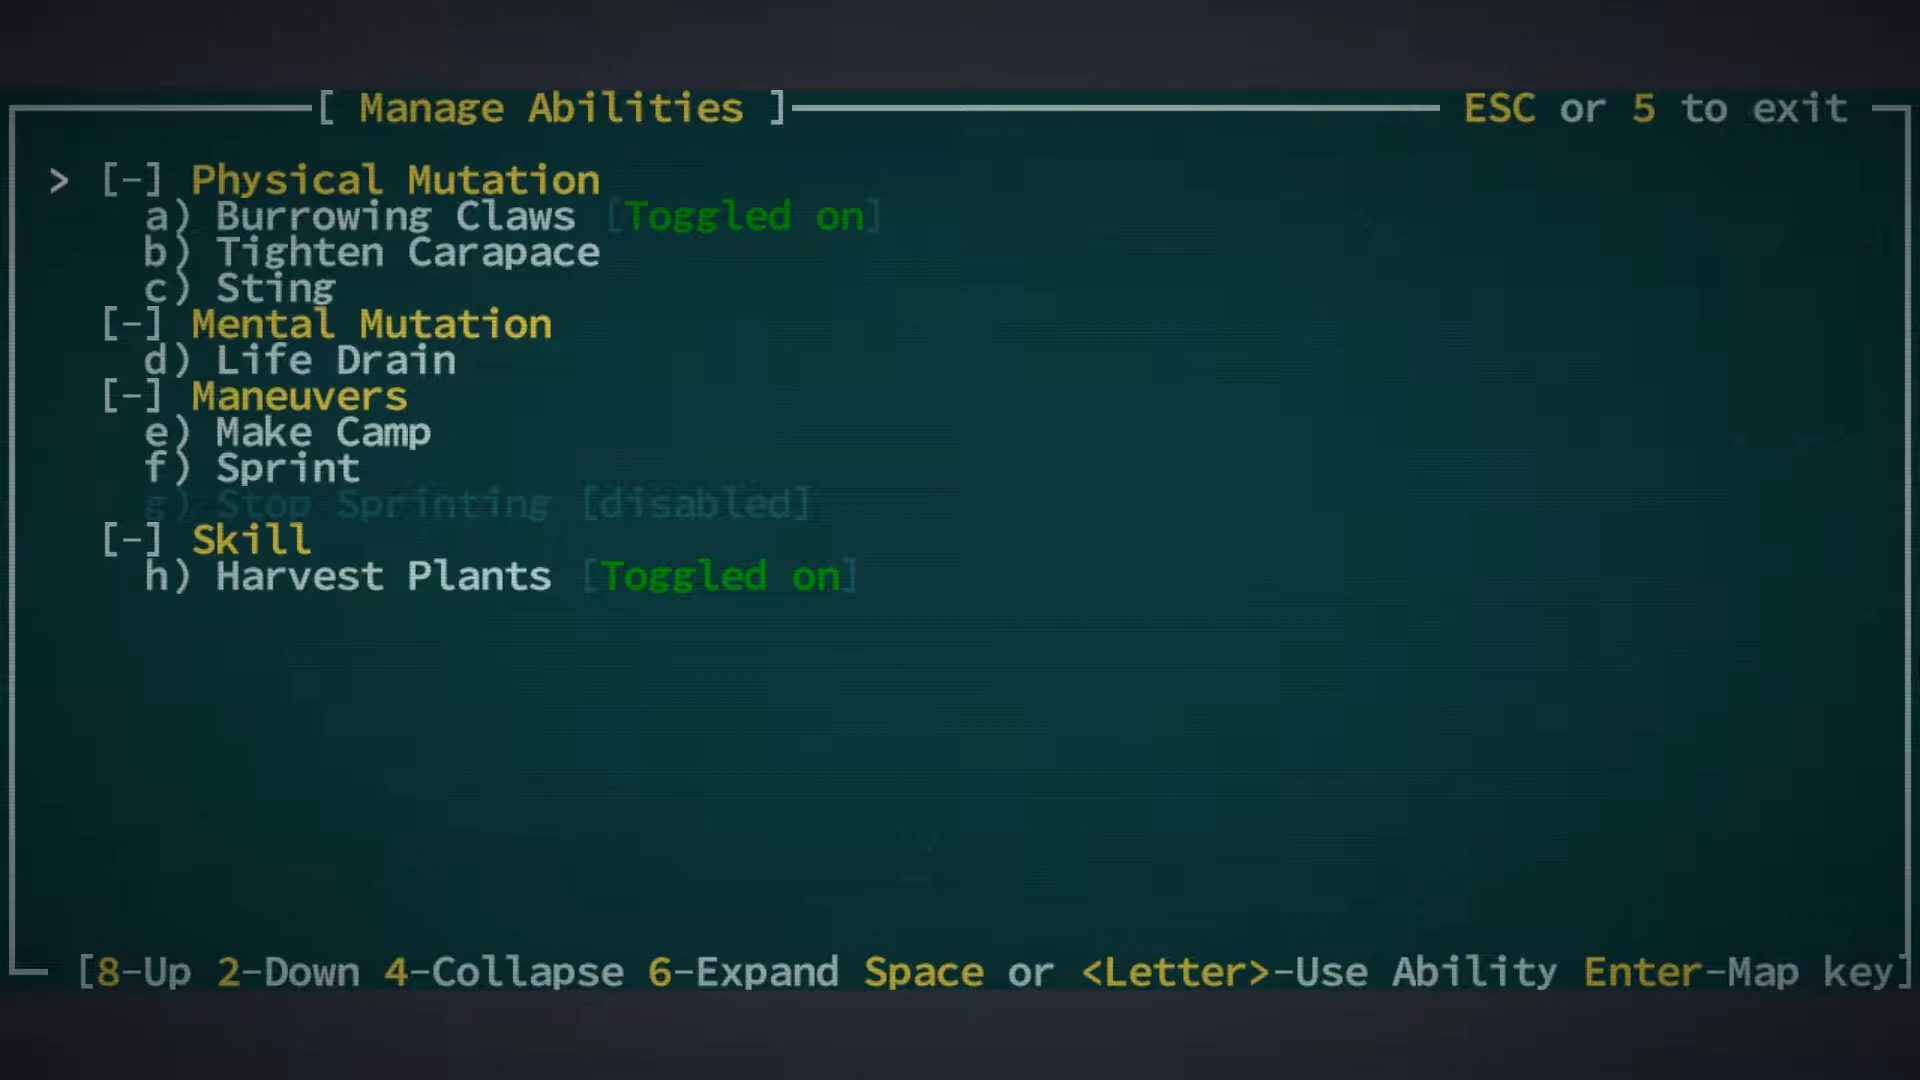 [ Manage Abilities ] ESC or 5 to exit
> [-] Physical Mutation
a) Burrowing Claws [Toggled on]
b) Tighten Carapace
c) Sting
[-] Mental Mutation
d) Life Drain
[-] Maneuvers
e) Make Camp
f) Sprint
g) Stop Sprinting [disabled]
[-] Skill
h) Harvest Plants [Toggled on]
[8-Up 2-Down 4-Collapse 6-Expand Space or <Letter>-Use Ability Enter-Map key]